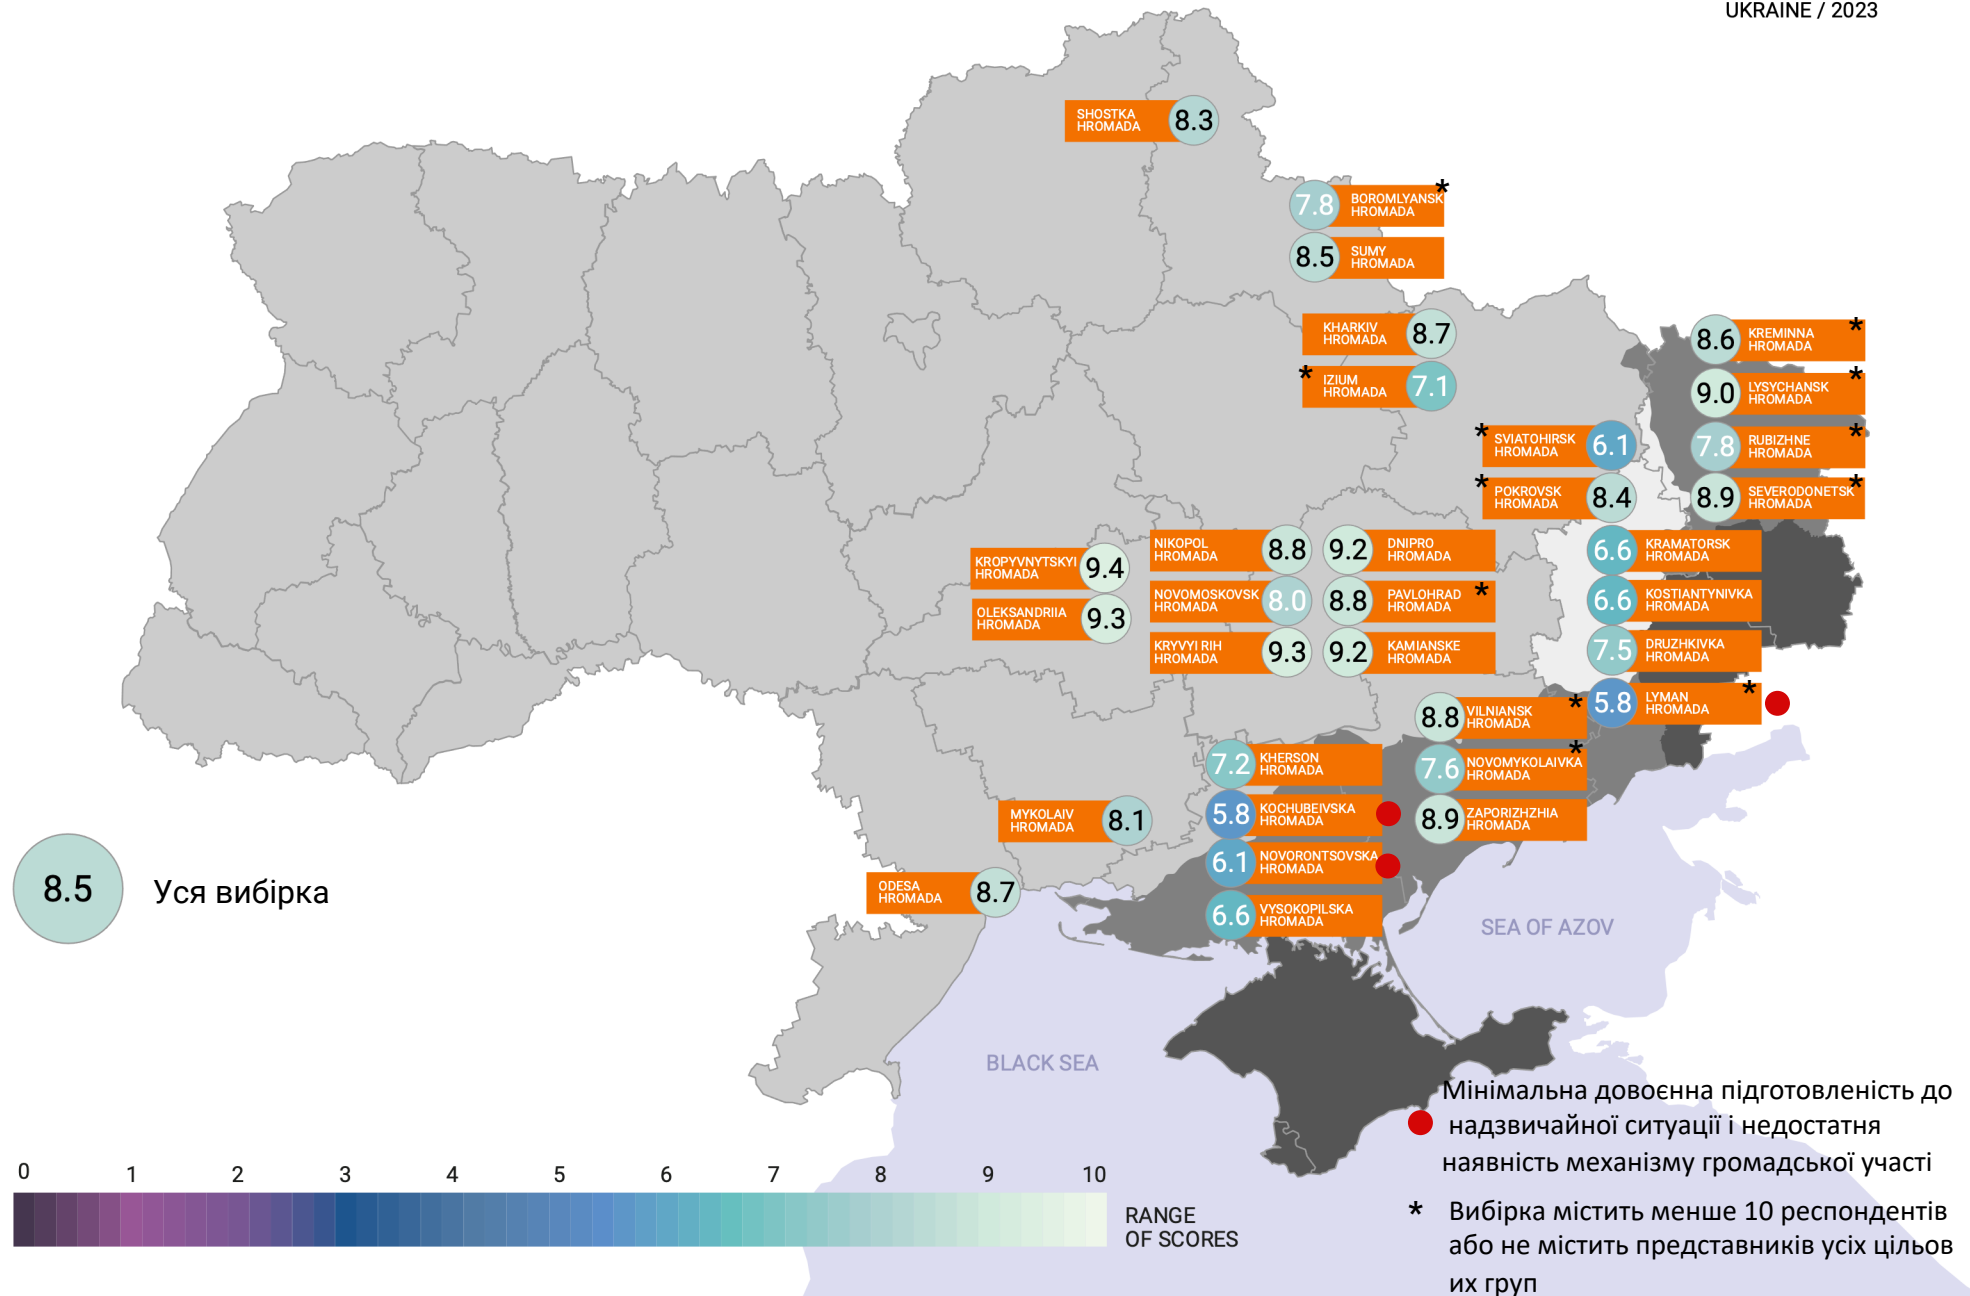 UKRAINE / 2023
SHOSTKA
HROMADA
8.3
7.8
BOROMLYANSK
HROMADA
*
8.5
SUMY
HROMADA
KHARKIV
HROMADA
8.7
*
IZIUM
HROMADA
7.1
8.6
KREMINNA
HROMADA
*
9.0
LYSYCHANSK
HROMADA
*
7.8
RUBIZHNE
HROMADA
*
8.9
SEVERODONETSK
HROMADA
*
*
SVIATOHIRSK
HROMADA
6.1
*
POKROVSK
HROMADA
8.4
6.6
KRAMATORSK
HROMADA
6.6
KOSTIANTYNIVKA
HROMADA
7.5
DRUZHKIVKA
HROMADA
5.8
LYMAN
HROMADA
*
KROPYVNYTSKYI
HROMADA
9.4
OLEKSANDRIIA
HROMADA
9.3
NIKOPOL
HROMADA
8.8
NOVOMOSKOVSK
HROMADA
8.0
KRYVYI RIH
HROMADA
9.3
9.2
DNIPRO
HROMADA
8.8
PAVLOHRAD
HROMADA
*
9.2
KAMIANSKE
HROMADA
8.8
VILNIANSK
HROMADA
*
7.6
NOVOMYKOLAIVKA
HROMADA
*
8.9
ZAPORIZHZHIA
HROMADA
7.2
KHERSON
HROMADA
5.8
KOCHUBEIVSKA
HROMADA
6.1
NOVORONTSOVSKA
HROMADA
6.6
VYSOKOPILSKA
HROMADA
MYKOLAIV
HROMADA
8.1
ODESA
HROMADA
8.7
8.5
Уся вибірка
SEA OF AZOV
BLACK SEA
Мінімальна довоєнна підготовленість до
надзвичайної ситуації і недостатня
наявність механізму громадської участі
* Вибірка містить менше 10 респондентів
або не містить представників усіх цільов
их груп
0 1 2 3 4 5 6 7 8 9 10
RANGE
OF SCORES